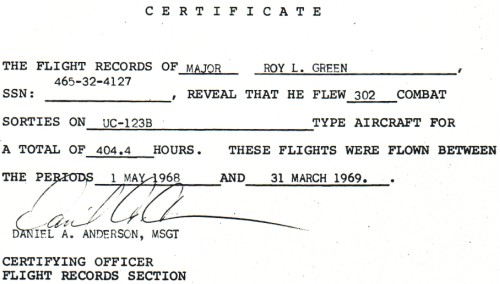 CERTIFICATE
THE FLIGHT RECORDS OF MAJOR ROY L. GREEN,
465-32-4127
SSN: , REVEAL THAT HE FLEW 302 COMBAT
SORTIES ON UC-123B TYPE AIRCRAFT FOR
A TOTAL OF 404.4 HOURS. THESE FLIGHTS WERE FLOWN BETWEEN
THE PERIODS 1 MAY 1968 AND 31 MARCH 1969. .
DANIEL A. ANDERSON, MSGT
CERTIFYING OFFICER
FLIGHT RECORDS SECTION